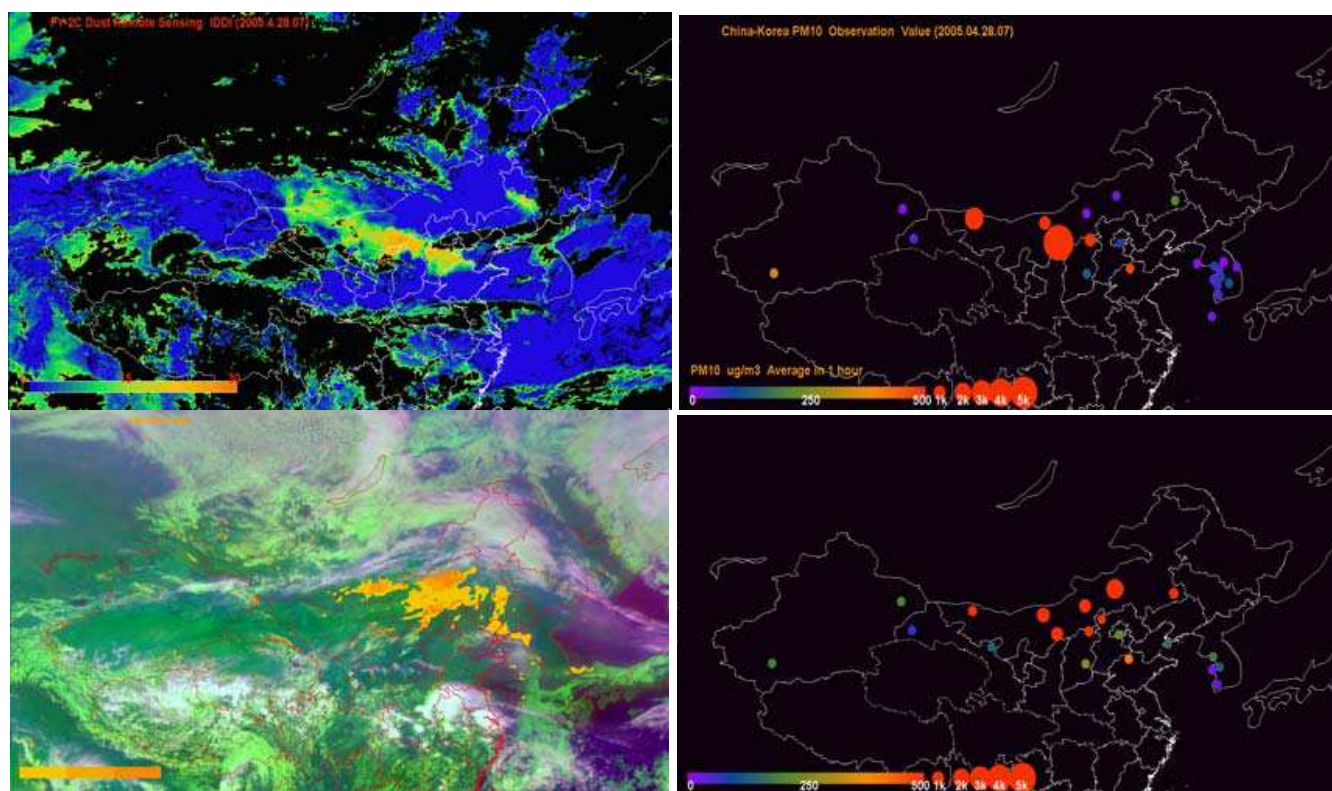 FY-2C Dust Remote Sensing IDDI (2005.4.28.07)
China-Korea PM10 Observation Value (2005.04.28.07)
PM10 ug/m3 Average in 1 hour
0 250 500 1k 2k 3k 4k 5k
0 250 500 1k 2k 3k 4k 5k